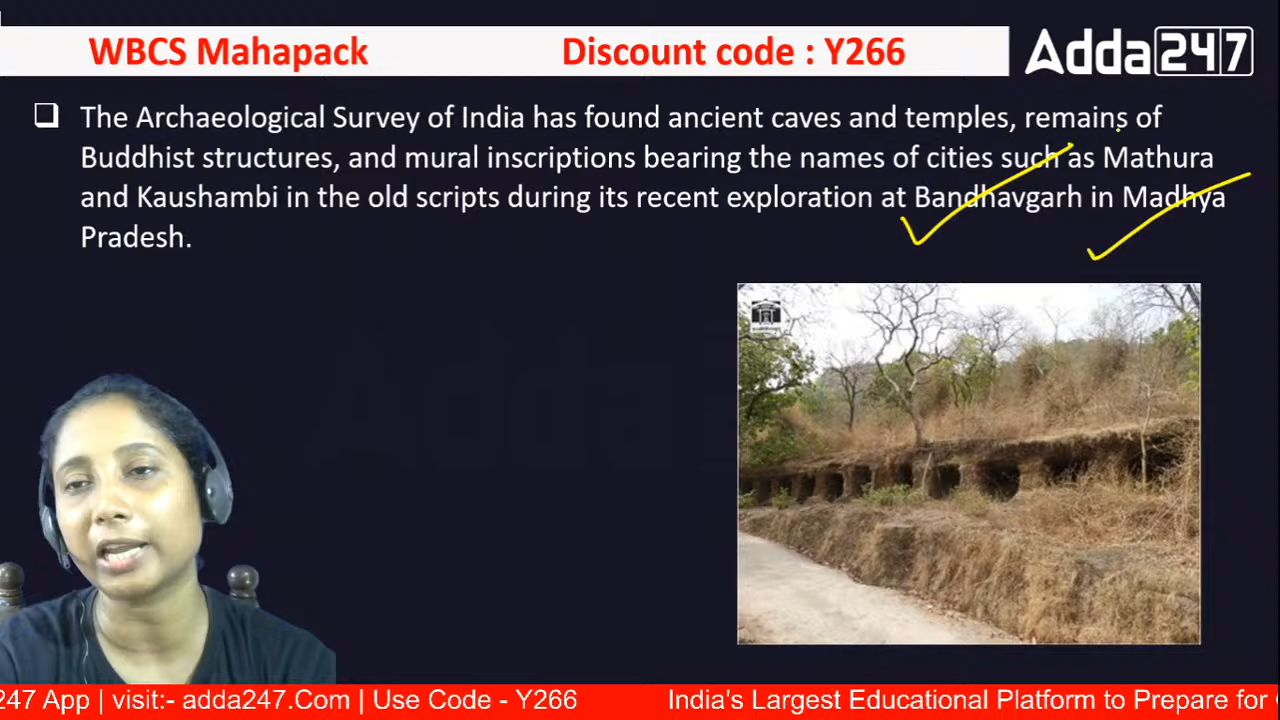 WBCS Mahapack
Discount code : Y266
Adda247
The Archaeological Survey of India has found ancient caves and temples, remains of
Buddhist structures, and mural inscriptions bearing the names of cities such as Mathura
and Kaushambi in the old scripts during its recent exploration at Bandhavgarh in Madhya
Pradesh.
247 App | visit:- adda247.Com | Use Code - Y266
India's Largest Educational Platform to Prepare for